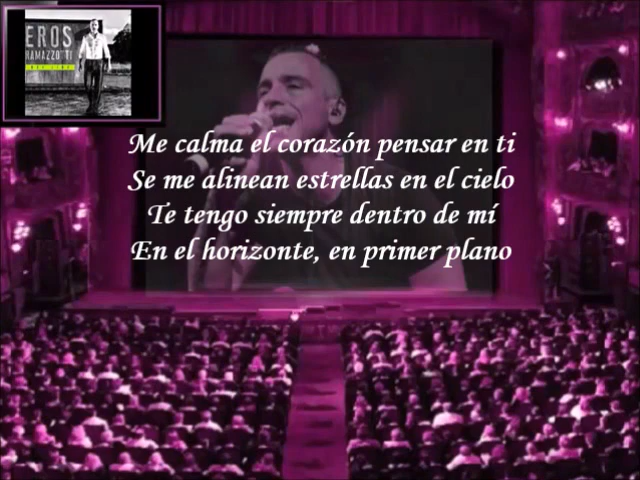 EROS
RAMAZZOTTI
Me calma el corazón pensar en ti
Se me alinean estrellas en el cielo
Te tengo siempre dentro de mí
En el horizonte, en primer plano